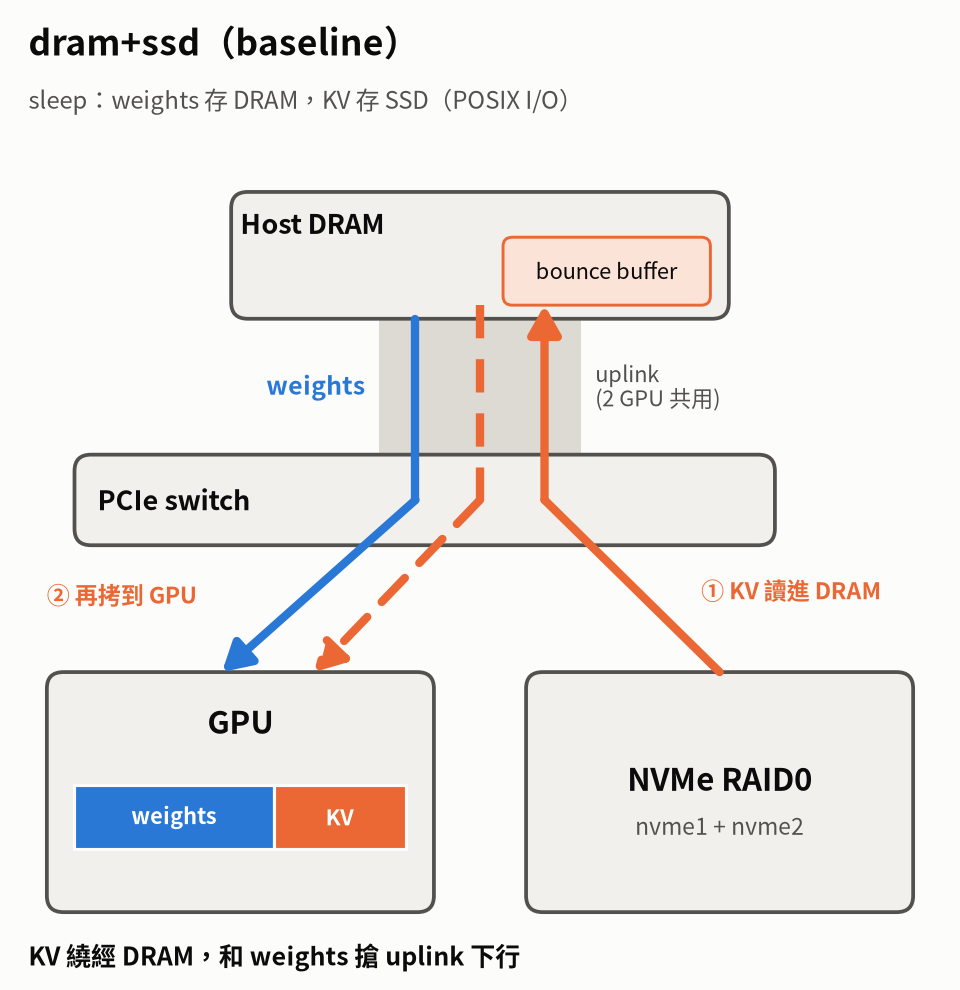 dram+ssd（baseline）
sleep：weights 存 DRAM，KV 存 SSD（POSIX I/O）
Host DRAM
bounce buffer
weights
uplink
(2 GPU 共用)
PCIe switch
② 再拷到 GPU
① KV 讀進 DRAM
GPU
weights
KV
NVMe RAID0
nvme1 + nvme2
KV 繞經 DRAM，和 weights 搶 uplink 下行